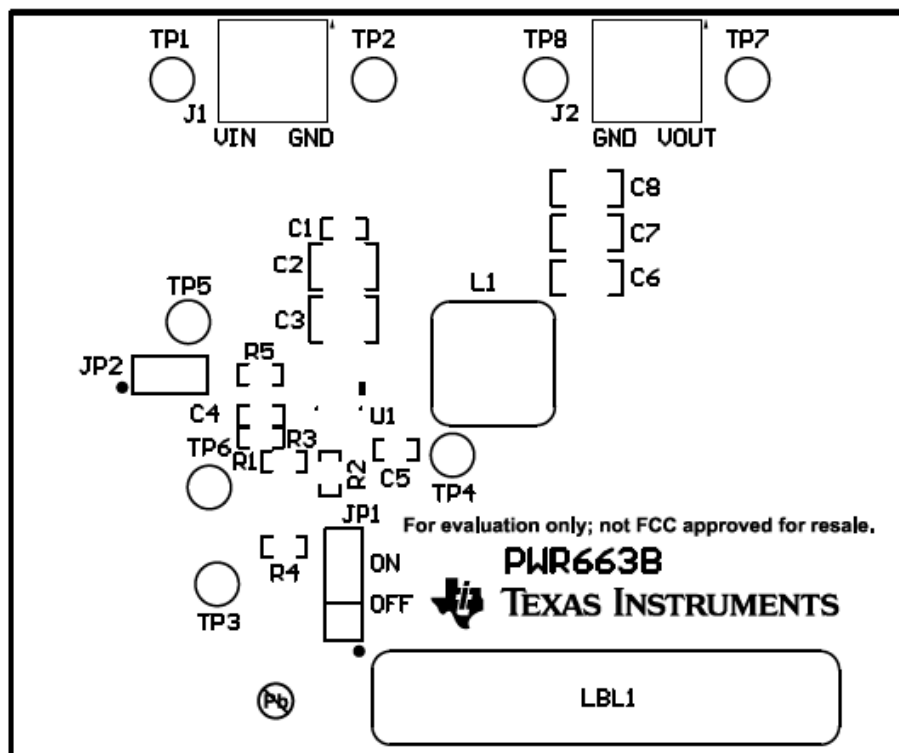 TP1 TP2 TP8 TP7
J1 J2
VIN GND GND VOUT
C8
C1 C7
C2
C6
TP5 L1
C3
R5
JP2
C4 U1
TP6 R3
R1 R2 C5
TP4
JP1
For evaluation only; not FCC approved for resale.
PWR663B
ON
R4
OFF
TEXAS INSTRUMENTS
TP3
LBL1
Pb